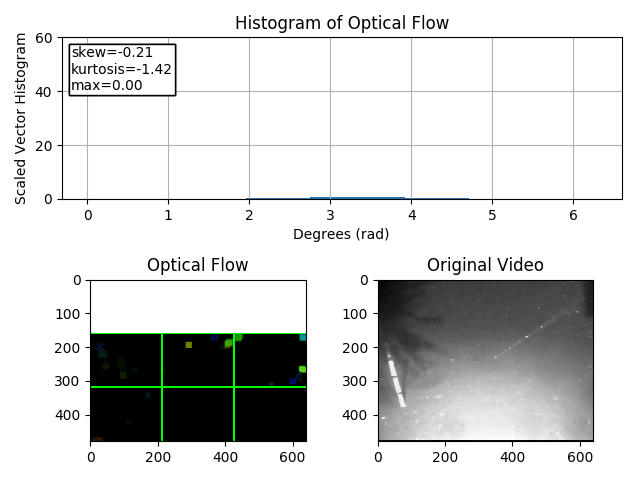 Histogram of Optical Flow
Scaled Vector Histogram
60
40
20
0
skew=-0.21
kurtosis=-1.42
max=0.00
0 1 2 3 4 5 6
Degrees (rad)
Optical Flow
0
100
200
300
400
0 200 400 600
Original Video
0
100
200
300
400
0 200 400 600